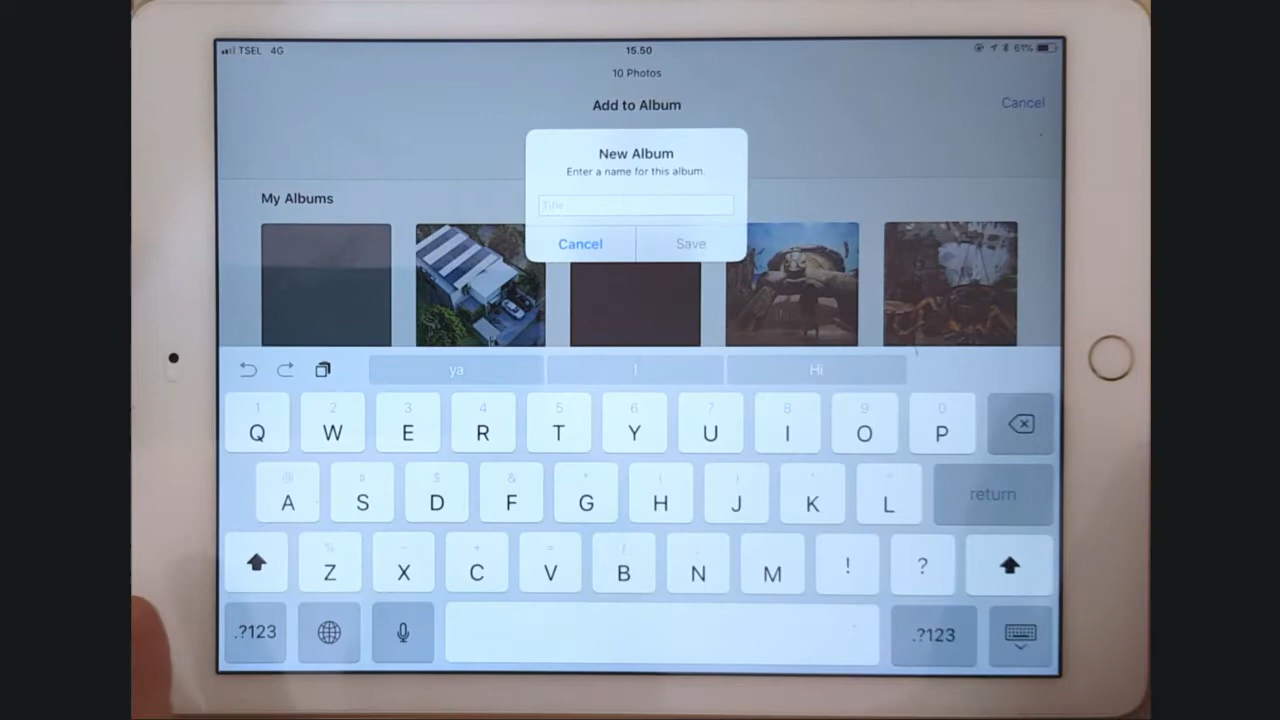 TSEL 4G 15.50 61%
10 Photos
Add to Album Cancel
New Album
Enter a name for this album.
My Albums
Title
Cancel Save
ya I Hi
1 2 3 4 5 6 7 8 9 0
Q W E R T Y U I O P
@ # $ & * ( ) ' "
A S D F G H J K L return
% - + = / ;
Z X C V B N M ! ?
.?123 .?123